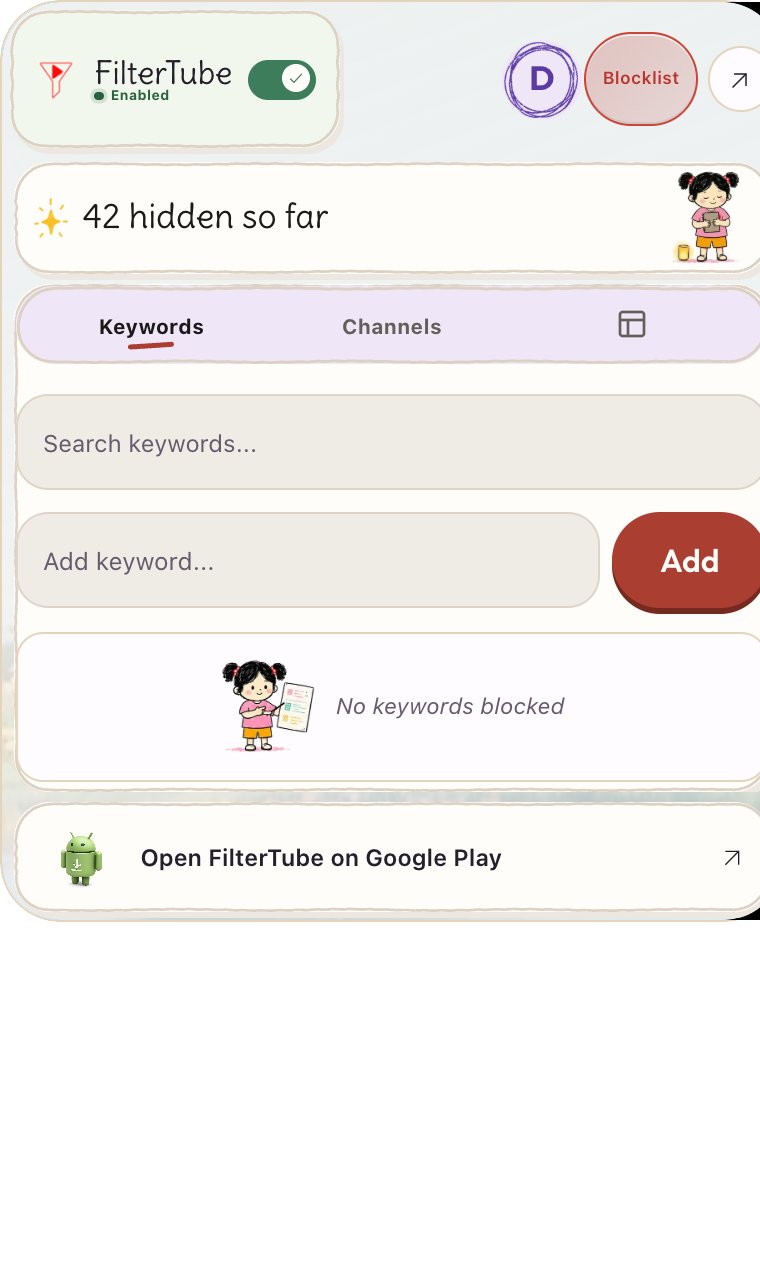 FilterTube
Enabled
D
Blocklist
42 hidden so far
Keywords
Channels
Search keywords...
Add keyword...
Add
No keywords blocked
Open FilterTube on Google Play